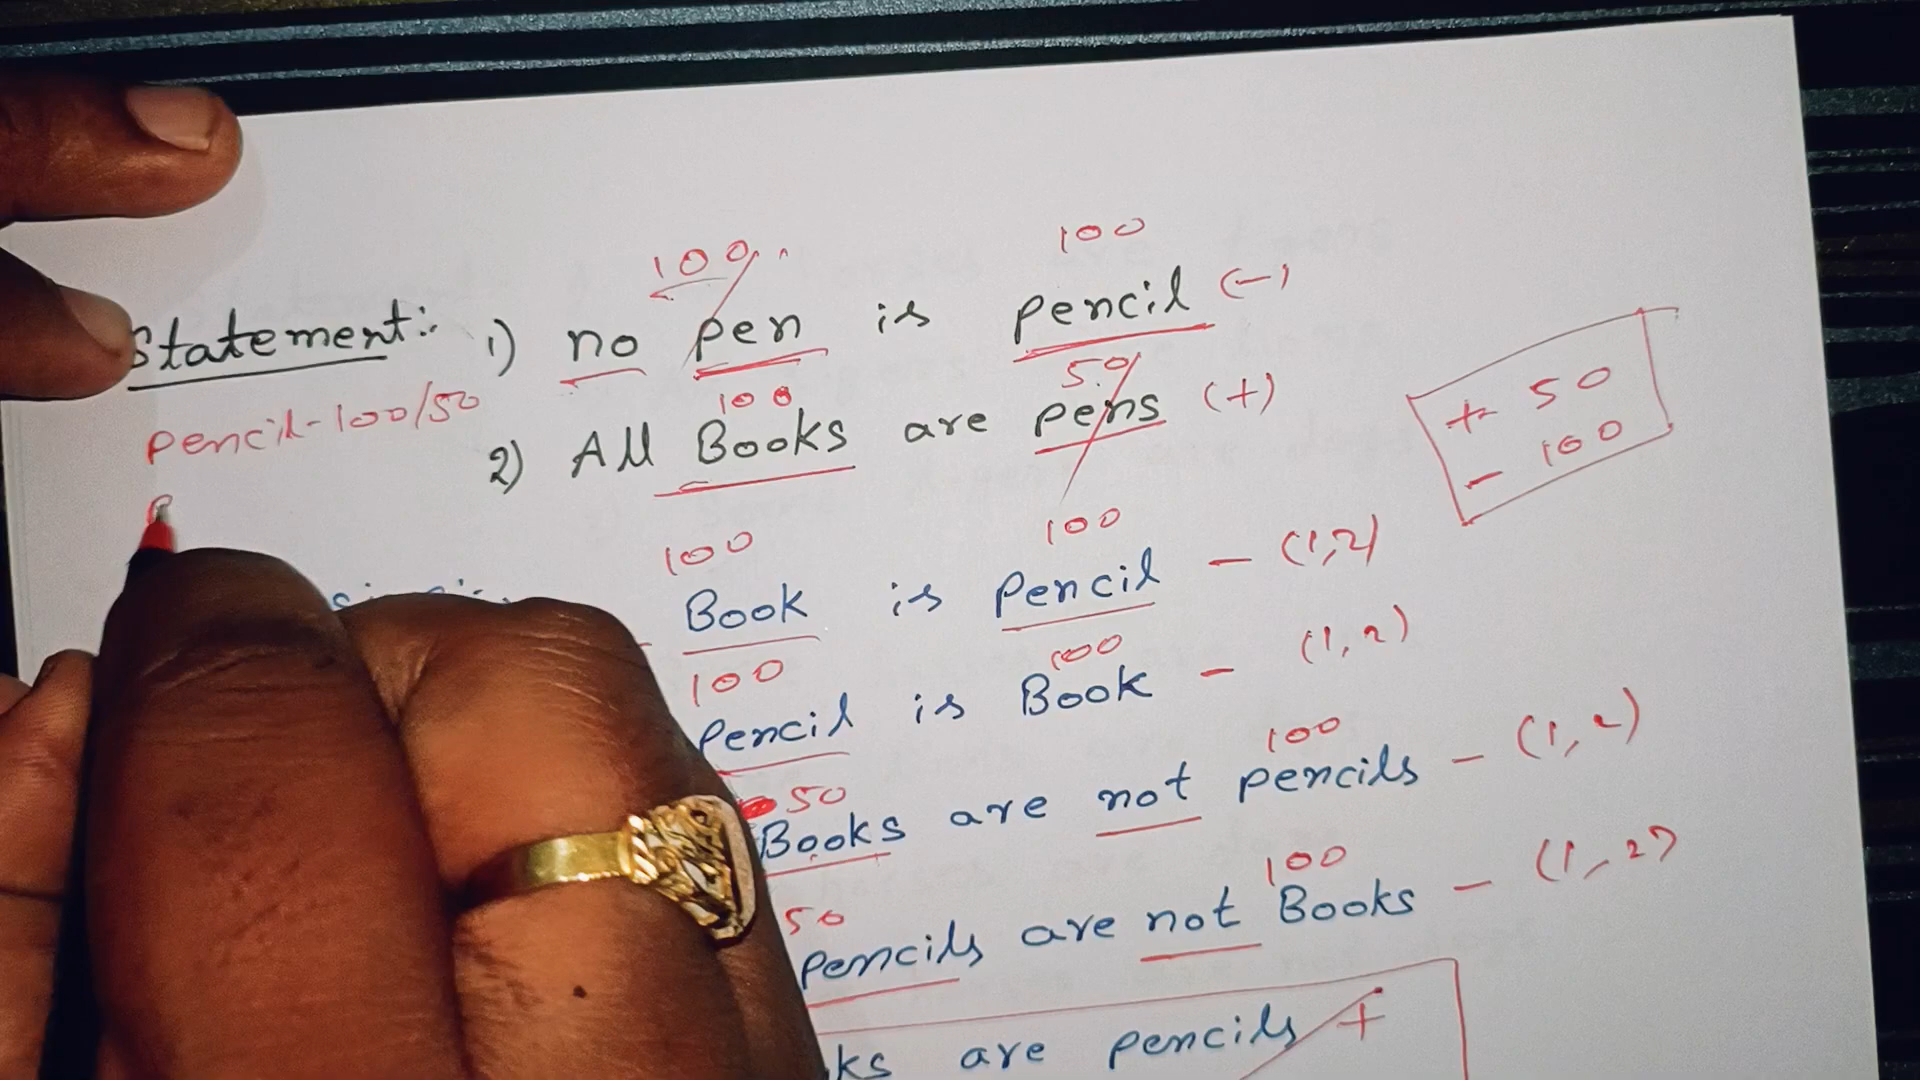 100% 100
Statement:- 1) no pen is pencil (-)
pencil-100/50 100 50
2) All Books are pens (+)
+ 50
- 100
100 100
Book is Pencil - (1,2)
100 100
Pencil is Book - (1,2)
50 100
Books are not pencils - (1,2)
50 100
Pencils are not Books - (1,2)
are pencils +